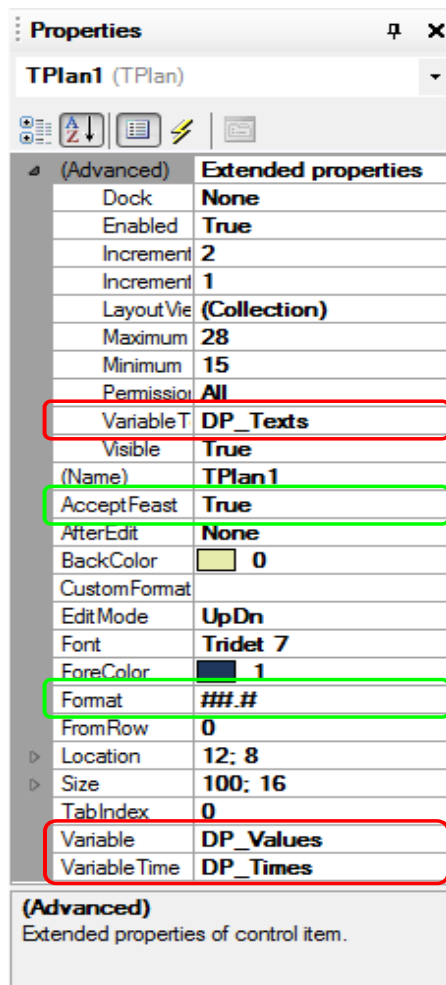 Properties
TPlan1 (TPlan)
(Advanced) Extended properties
Dock None
Enabled True
Increment 2
Increment 1
LayoutVie (Collection)
Maximum 28
Minimum 15
Permission All
VariableT DP_Texts
Visible True
(Name) TPlan1
AcceptFeast True
AfterEdit None
BackColor 0
CustomFormat
EditMode UpDn
Font Tridet 7
ForeColor 1
Format ##.#
FromRow 0
Location 12; 8
Size 100; 16
TabIndex 0
Variable DP_Values
VariableTime DP_Times
(Advanced)
Extended properties of control item.